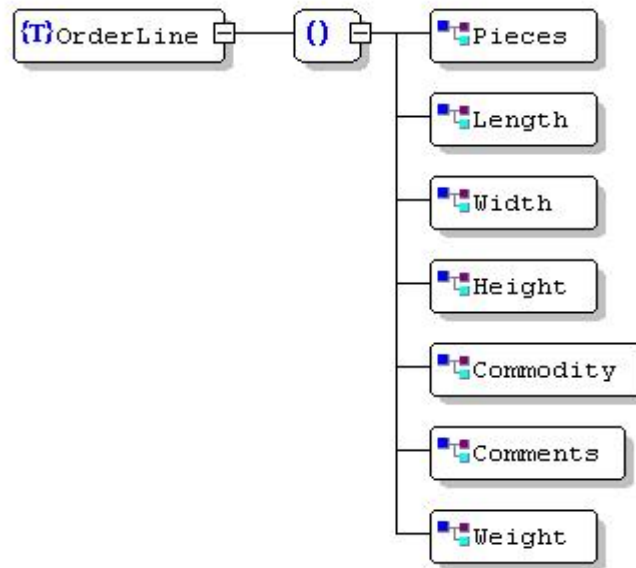 {T} OrderLine
()
Pieces
Length
Width
Height
Commodity
Comments
Weight